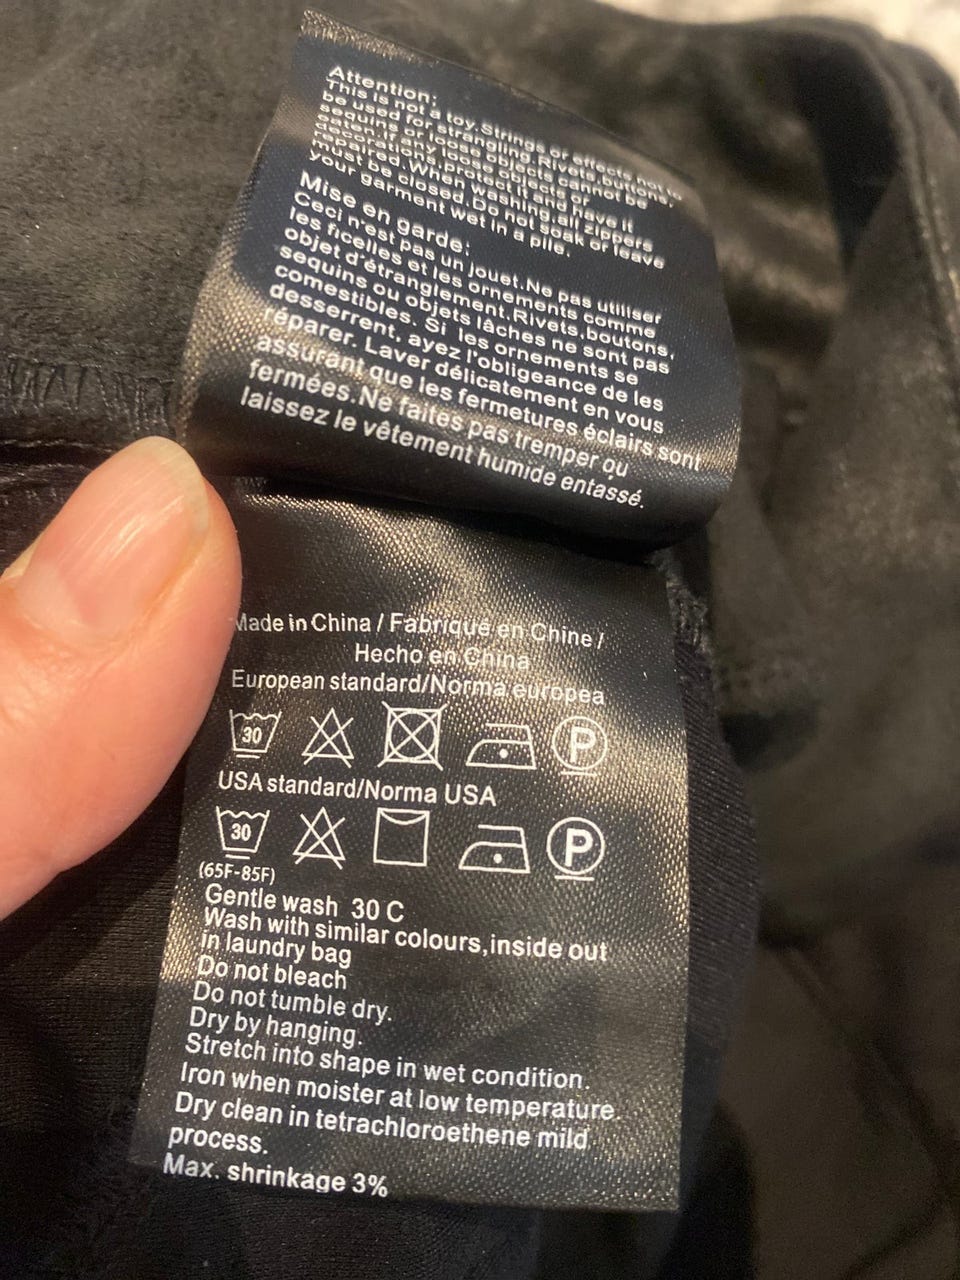 Attention:
This is not a toy.Strings or effects not to
be used for strangling.Rivets,buttons,
sequins or loose objects cannot be
eaten.If any loose objects or
decorations,protect it and have it
repaired.When washing,all zippers
must be closed.Do not soak or leave
your garment wet in a pile.
Mise en garde:
Ceci n'est pas un jouet.Ne pas utiliser
les ficelles et les ornements comme
objet d'étranglement.Rivets,boutons,
sequins ou objets lâches ne sont pas
comestibles. Si les ornements se
desserrent, ayez l'obligeance de les
réparer. Laver délicatement en vous
assurant que les fermetures éclairs sont
fermées.Ne faites pas tremper ou
laissez le vêtement humide entassé.
Made in China / Fabriqué en Chine /
Hecho en China
European standard/Norma europea
30 P
USA standard/Norma USA
30 P
(65F-85F)
Gentle wash 30 C
Wash with similar colours,inside out
in laundry bag
Do not bleach
Do not tumble dry.
Dry by hanging.
Stretch into shape in wet condition.
Iron when moister at low temperature.
Dry clean in tetrachloroethene mild
process.
Max. shrinkage 3%